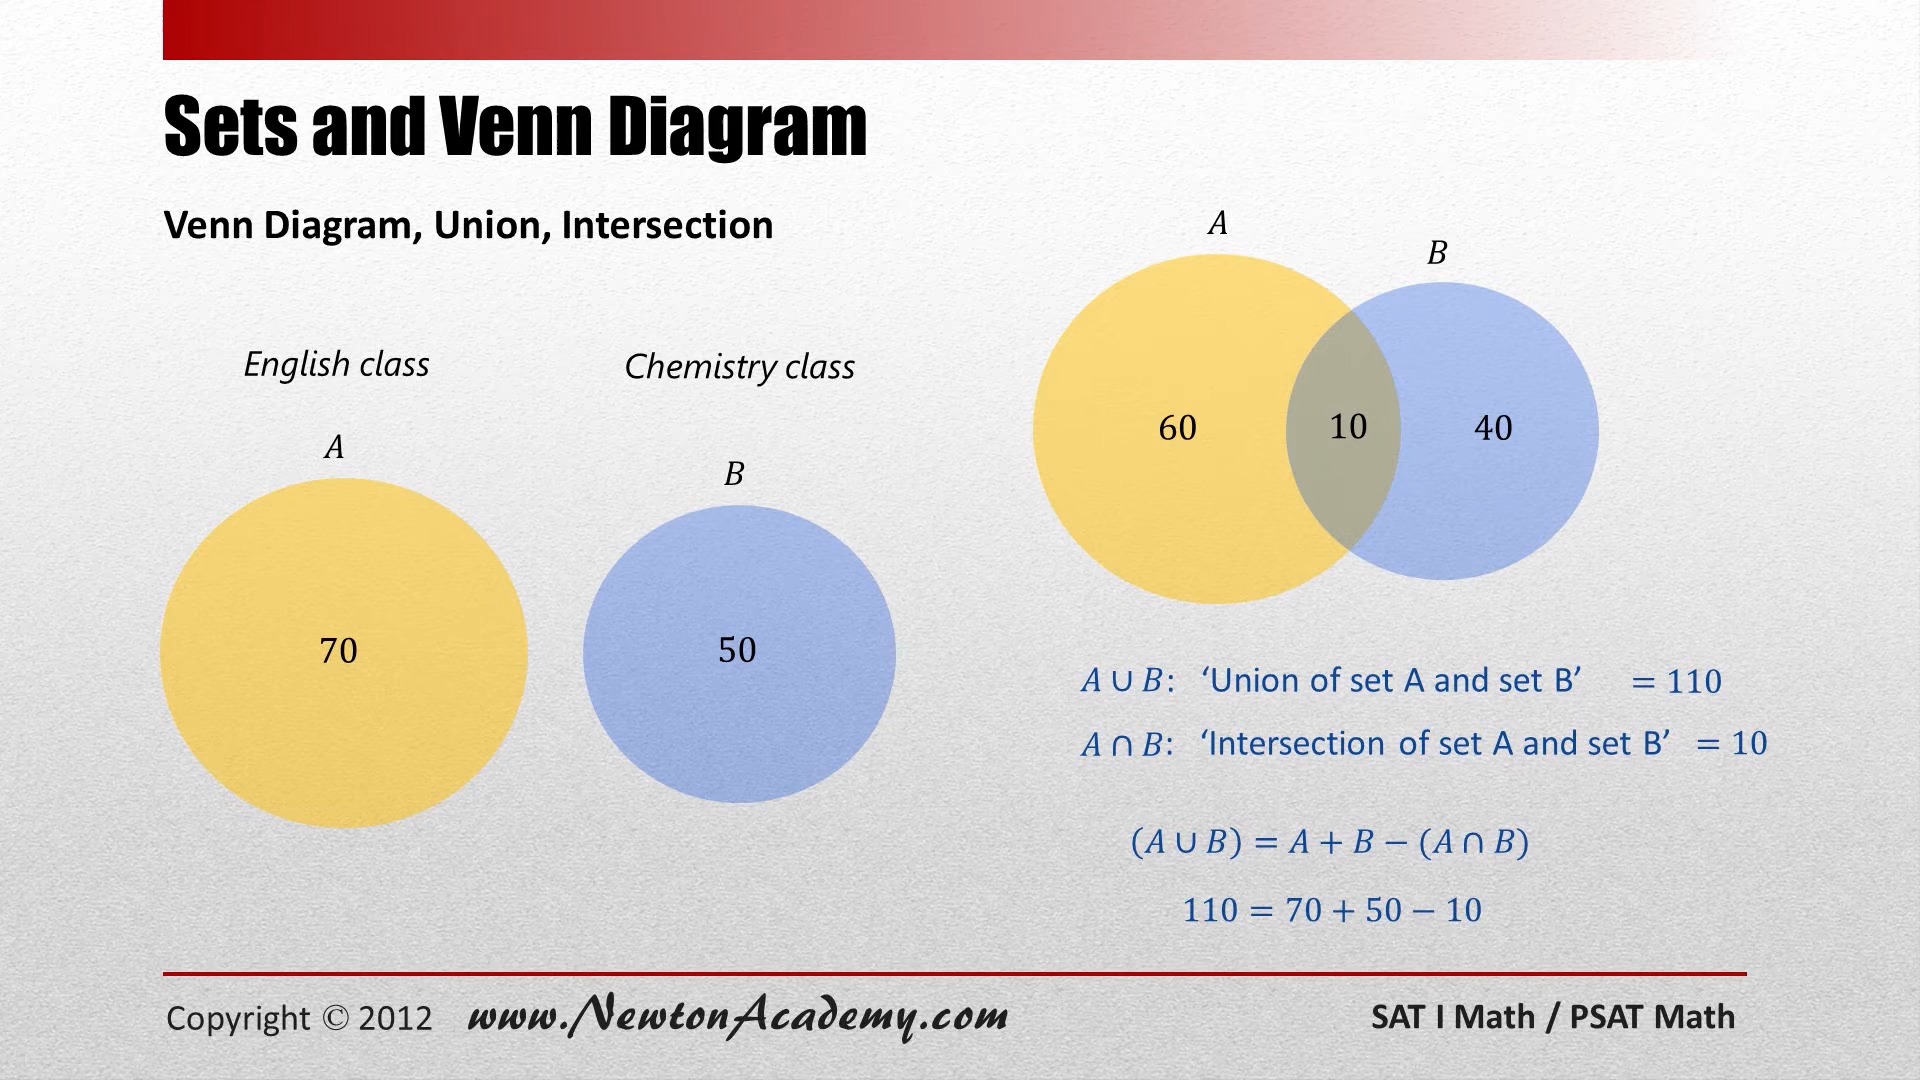 Sets and Venn Diagram
Venn Diagram, Union, Intersection
English class
Chemistry class
A
70
B
50
A
B
60
10
40
A ∪ B: ‘Union of set A and set B’ = 110
A ∩ B: ‘Intersection of set A and set B’ = 10
(A ∪ B) = A + B − (A ∩ B)
110 = 70 + 50 − 10
Copyright © 2012 www.NewtonAcademy.com
SAT I Math / PSAT Math